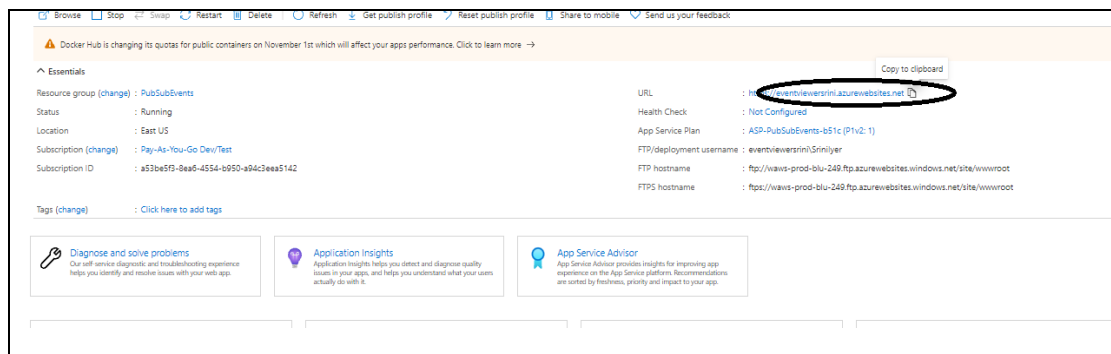 Browse Stop Swap Restart Delete Refresh Get publish profile Reset publish profile Share to mobile Send us your feedback
Docker Hub is changing its quotas for public containers on November 1st which will affect your apps performance. Click to learn more →
Copy to clipboard
Essentials
Resource group (change) : PubSubEvents
Status : Running
Location : East US
Subscription (change) : Pay-As-You-Go Dev/Test
Subscription ID : a53be5f3-8ea6-4554-b950-a94c3eea5142
URL : https://eventviewersrini.azurewebsites.net
Health Check : Not Configured
App Service Plan : ASP-PubSubEvents-b51c (P1v2: 1)
FTP/deployment username : eventviewersrini\SriniIyer
FTP hostname : ftp://waws-prod-blu-249.ftp.azurewebsites.windows.net/site/wwwroot
FTPS hostname : ftps://waws-prod-blu-249.ftp.azurewebsites.windows.net/site/wwwroot
Tags (change) : Click here to add tags
Diagnose and solve problems
Our self service diagnostic and troubleshooting experience
helps you identify and resolve issues with your web app.
Application Insights
Application Insights helps you detect and diagnose quality
issues in your apps, and helps you understand what your users
actually do with it.
App Service Advisor
App Service Advisor provides insights for improving app
experience on the App Service platform. Recommendations
are sorted by freshness, priority and impact to your app.